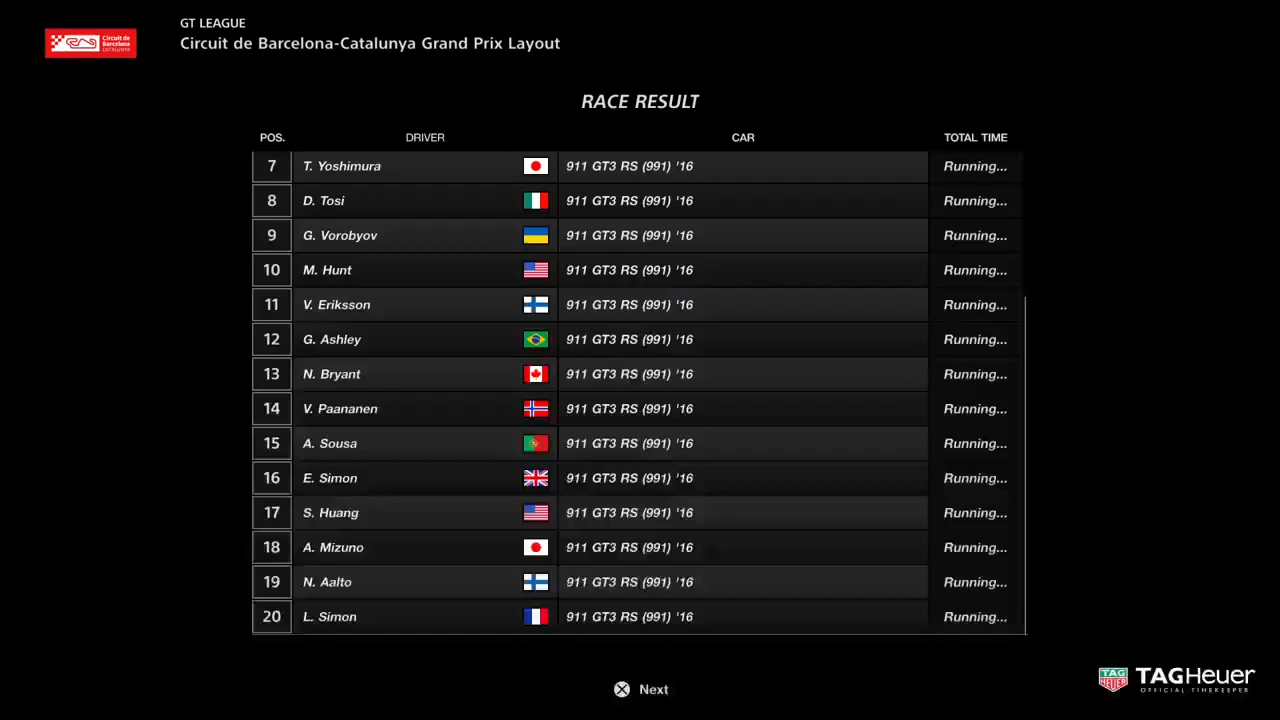 GT LEAGUE
Circuit de Barcelona-Catalunya Grand Prix Layout
Circuit de
Barcelona
CATALUNYA
RACE RESULT
POS. DRIVER CAR TOTAL TIME
7 T. Yoshimura 911 GT3 RS (991) '16 Running...
8 D. Tosi 911 GT3 RS (991) '16 Running...
9 G. Vorobyov 911 GT3 RS (991) '16 Running...
10 M. Hunt 911 GT3 RS (991) '16 Running...
11 V. Eriksson 911 GT3 RS (991) '16 Running...
12 G. Ashley 911 GT3 RS (991) '16 Running...
13 N. Bryant 911 GT3 RS (991) '16 Running...
14 V. Paananen 911 GT3 RS (991) '16 Running...
15 A. Sousa 911 GT3 RS (991) '16 Running...
16 E. Simon 911 GT3 RS (991) '16 Running...
17 S. Huang 911 GT3 RS (991) '16 Running...
18 A. Mizuno 911 GT3 RS (991) '16 Running...
19 N. Aalto 911 GT3 RS (991) '16 Running...
20 L. Simon 911 GT3 RS (991) '16 Running...
Next
TAG
HEUER
TAGHeuer
OFFICIAL TIMEKEEPER